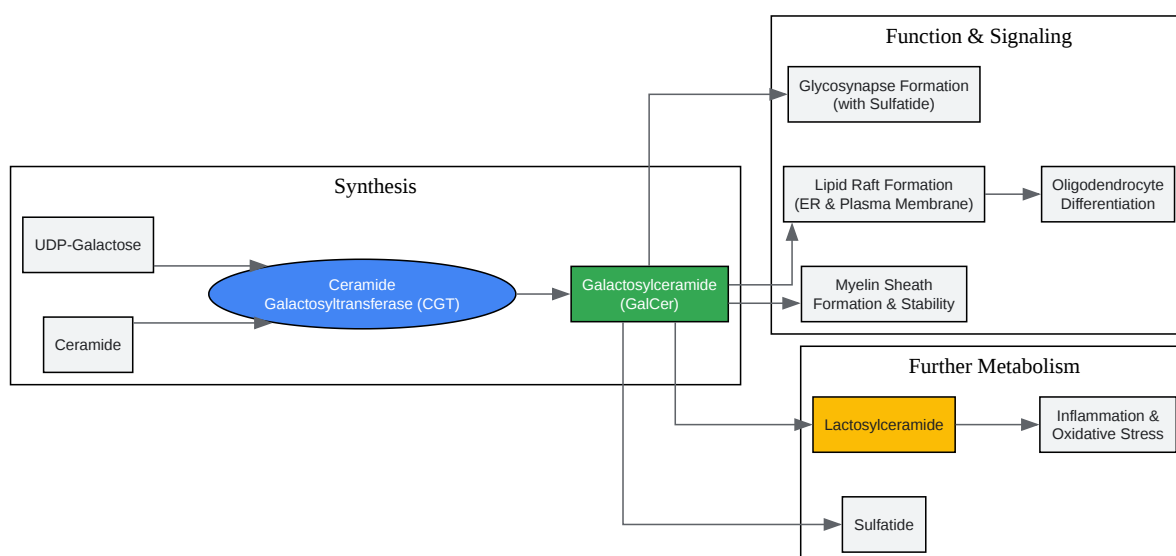 Synthesis
UDP-Galactose
Ceramide
Ceramide
Galactosyltransferase (CGT)
Galactosylceramide
(GalCer)
Function & Signaling
Glycosynapse Formation
(with Sulfatide)
Lipid Raft Formation
(ER & Plasma Membrane)
Oligodendrocyte
Differentiation
Myelin Sheath
Formation & Stability
Further Metabolism
Lactosylceramide
Inflammation &
Oxidative Stress
Sulfatide